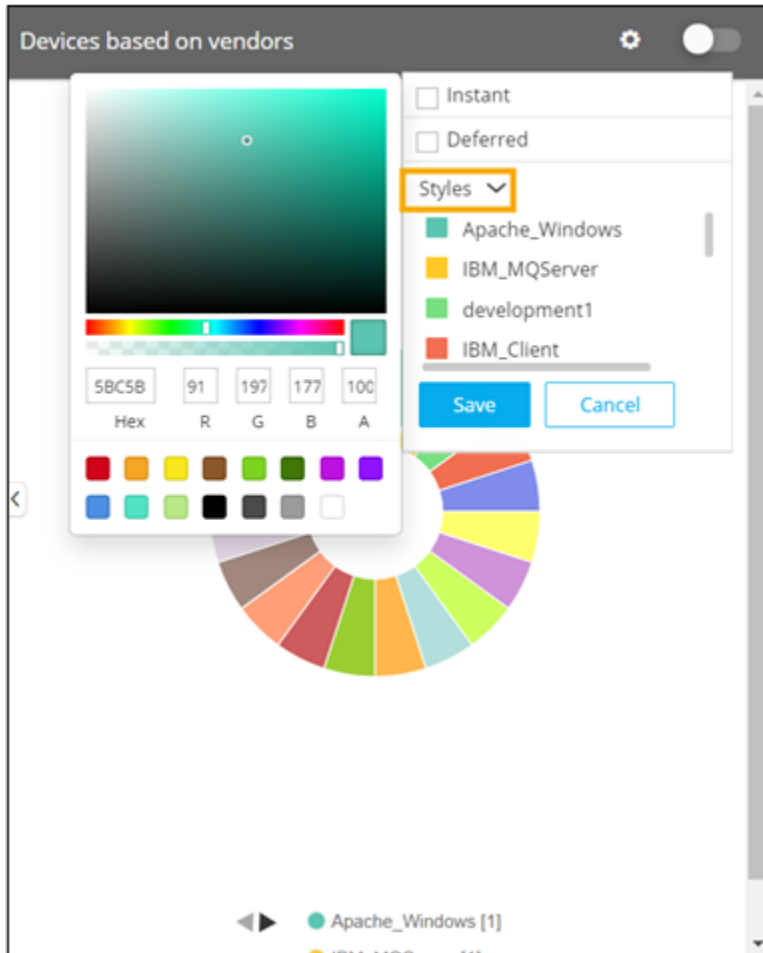 Devices based on vendors
Instant
Deferred
Styles
Apache_Windows
IBM_MQServer
development1
IBM_Client
Save Cancel
5BC5B 91 197 177 100
Hex R G B A
Apache_Windows [1]